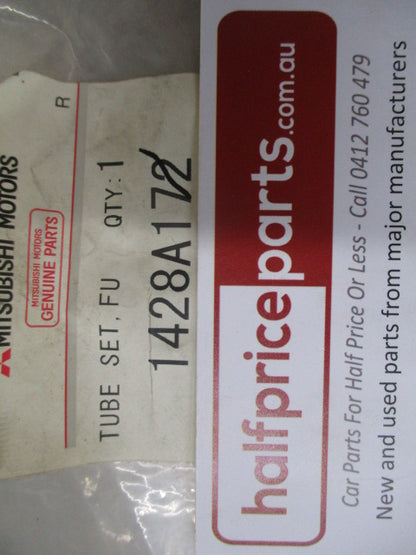 MITSUBISHI MOTORS
R
MITSUBISHI MOTORS
GENUINE PARTS
TUBE SET, FU QTY: 1
1428A172
halfpriceparts.com.au
Car Parts For Half Price Or Less - Call 0412 760 479
New and used parts from major manufacturers